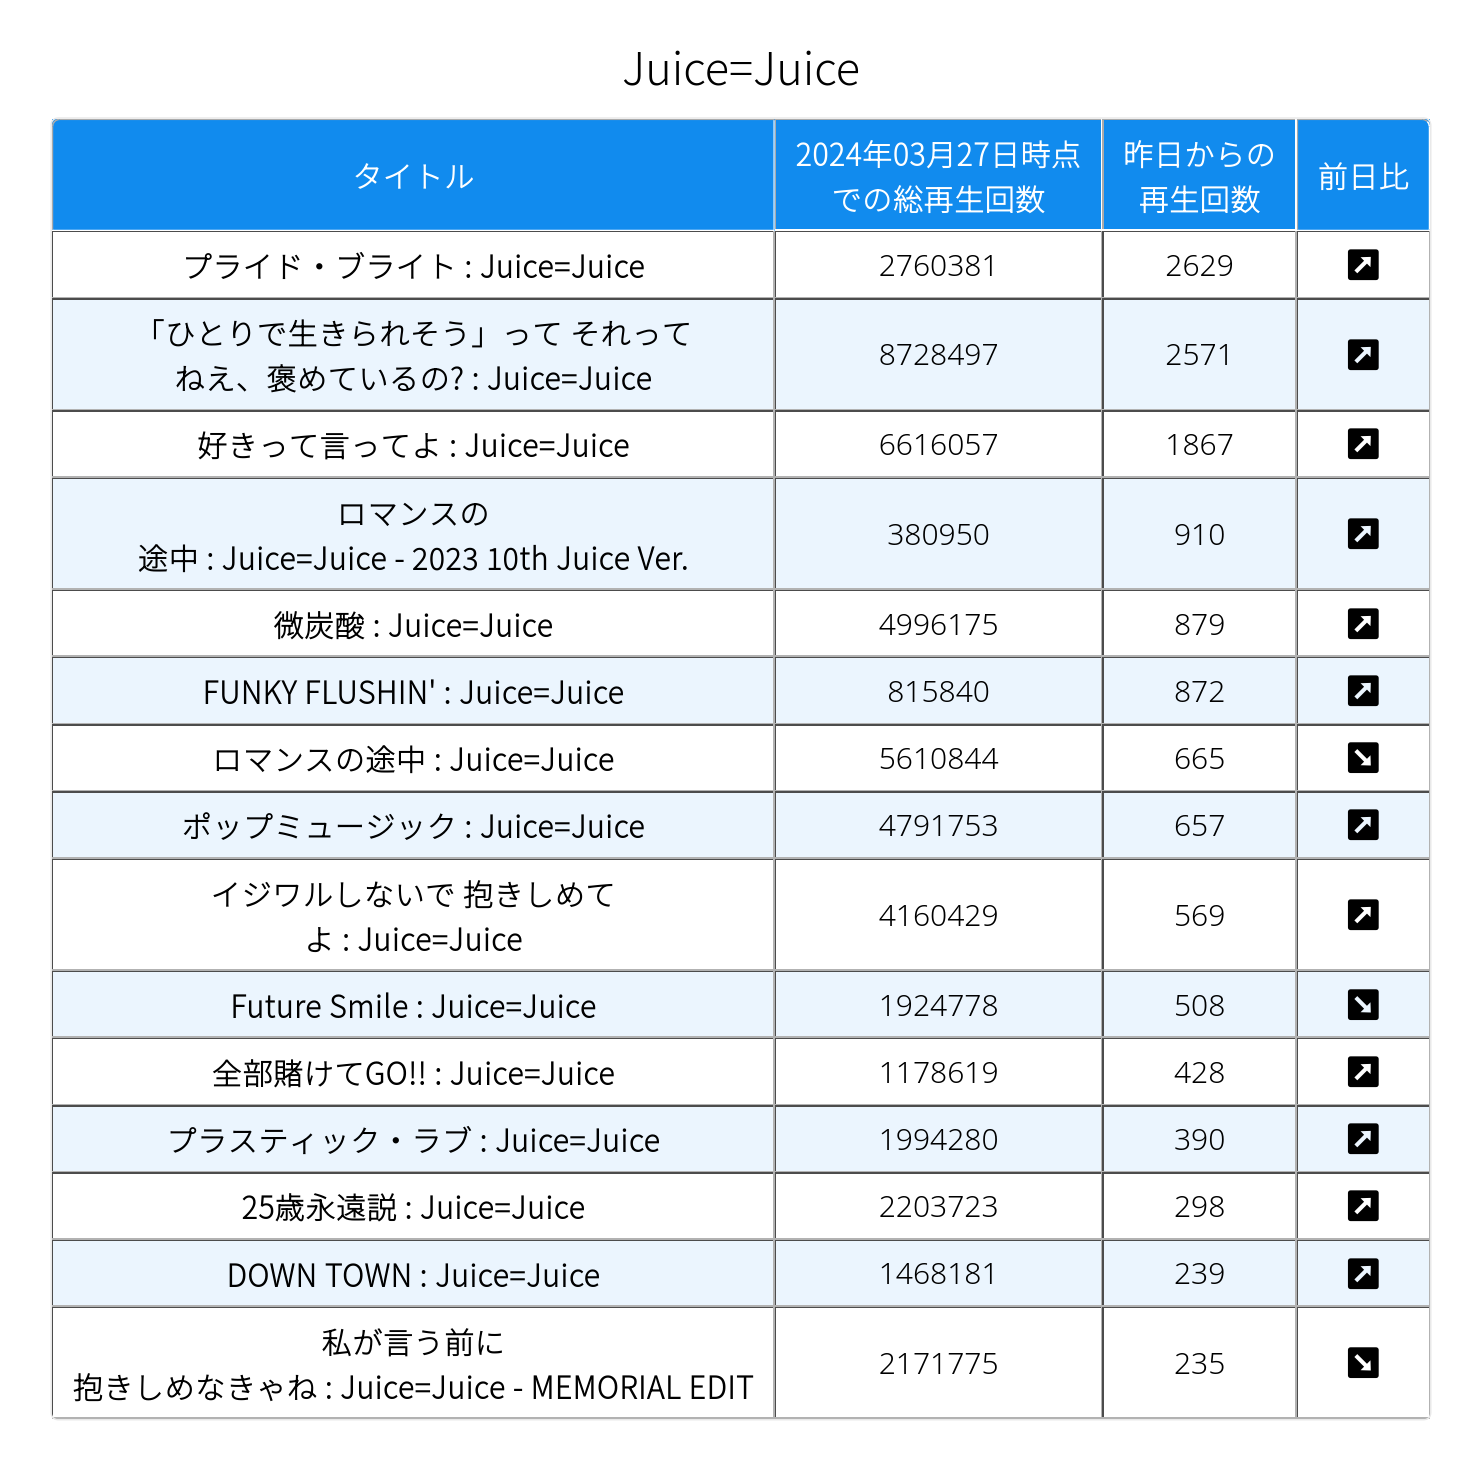 Juice=Juice
タイトル
2024年03月27日時点
での総再生回数
昨日からの
再生回数
前日比
プライド・ブライト : Juice=Juice
2760381
2629
「ひとりで生きられそう」って それって
ねえ、褒めているの? : Juice=Juice
8728497
2571
好きって言ってよ : Juice=Juice
6616057
1867
ロマンスの
途中 : Juice=Juice - 2023 10th Juice Ver.
380950
910
微炭酸 : Juice=Juice
4996175
879
FUNKY FLUSHIN' : Juice=Juice
815840
872
ロマンスの途中 : Juice=Juice
5610844
665
ポップミュージック : Juice=Juice
4791753
657
イジワルしないで 抱きしめて
よ : Juice=Juice
4160429
569
Future Smile : Juice=Juice
1924778
508
全部賭けてGO!! : Juice=Juice
1178619
428
プラスティック・ラブ : Juice=Juice
1994280
390
25歳永遠説 : Juice=Juice
2203723
298
DOWN TOWN : Juice=Juice
1468181
239
私が言う前に
抱きしめなきゃね : Juice=Juice - MEMORIAL EDIT
2171775
235